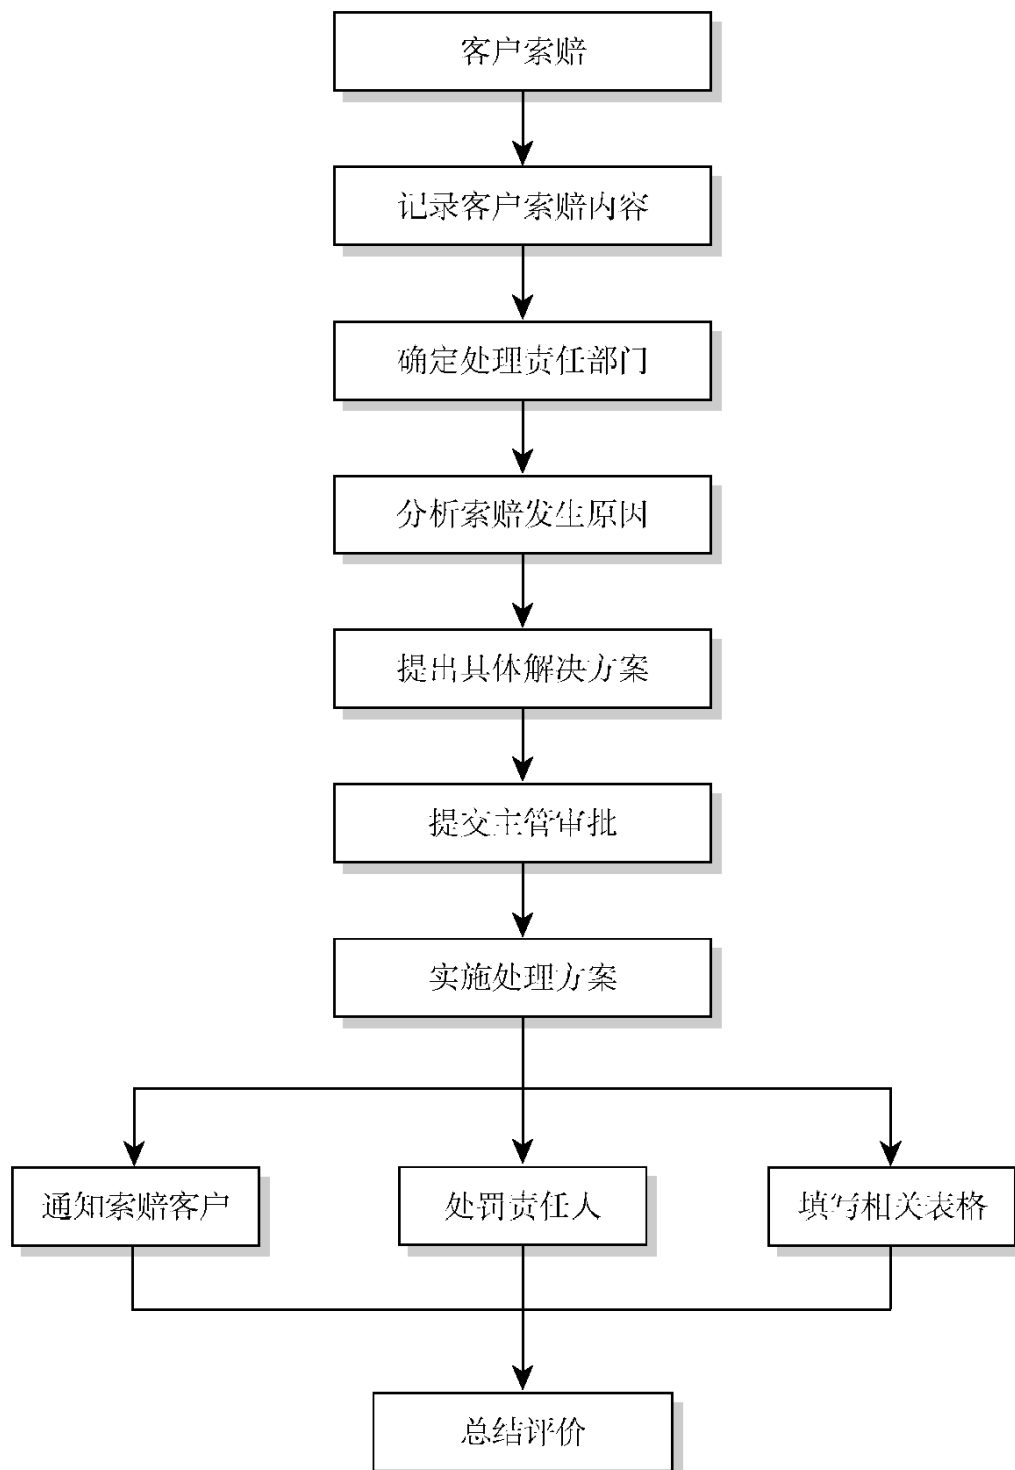 客户索赔
记录客户索赔内容
确定处理责任部门
分析索赔发生原因
提出具体解决方案
提交主管审批
实施处理方案
通知索赔客户
处罚责任人
填写相关表格
总结评价